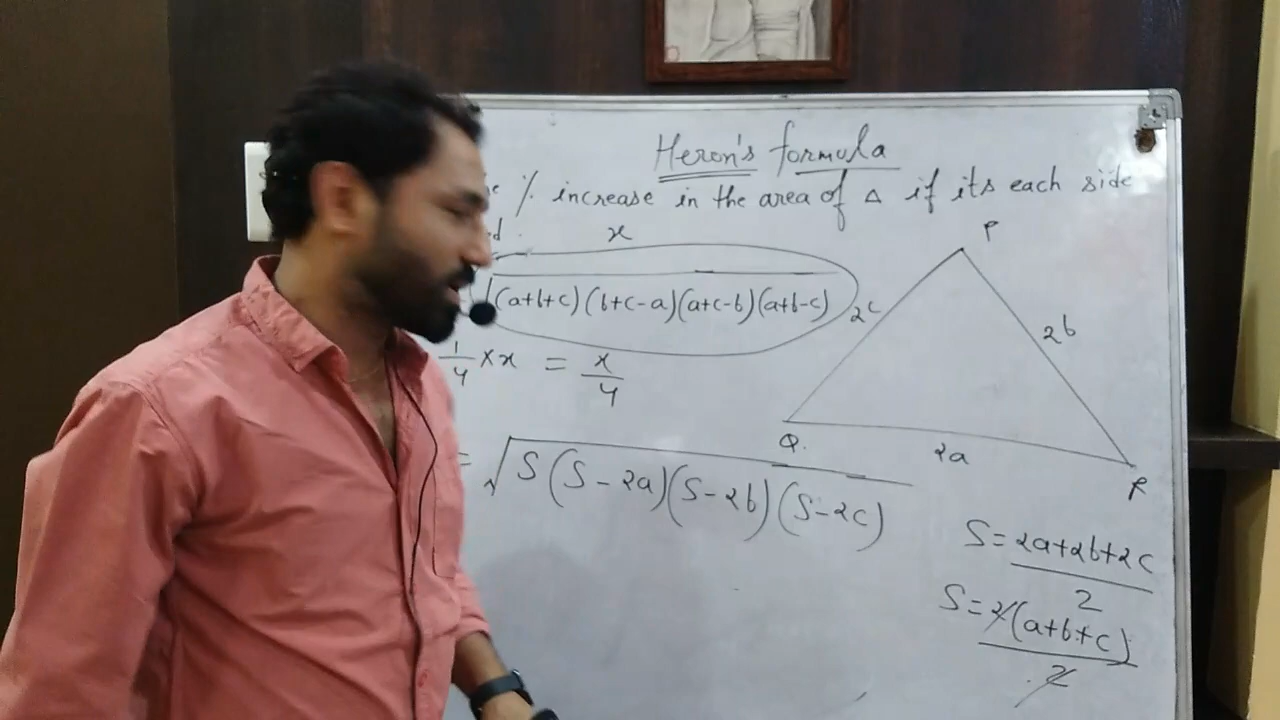 Heron's formula
% increase in the area of △ if its each side
x
√(a+b+c)(b+c-a)(a+c-b)(a+b-c)
1/4 × x = x/4
= √S(S-2a)(S-2b)(S-2c)
P
2c
2b
Q.
2a
R
S = 2a+2b+2c
2
S = 2(a+b+c)
2